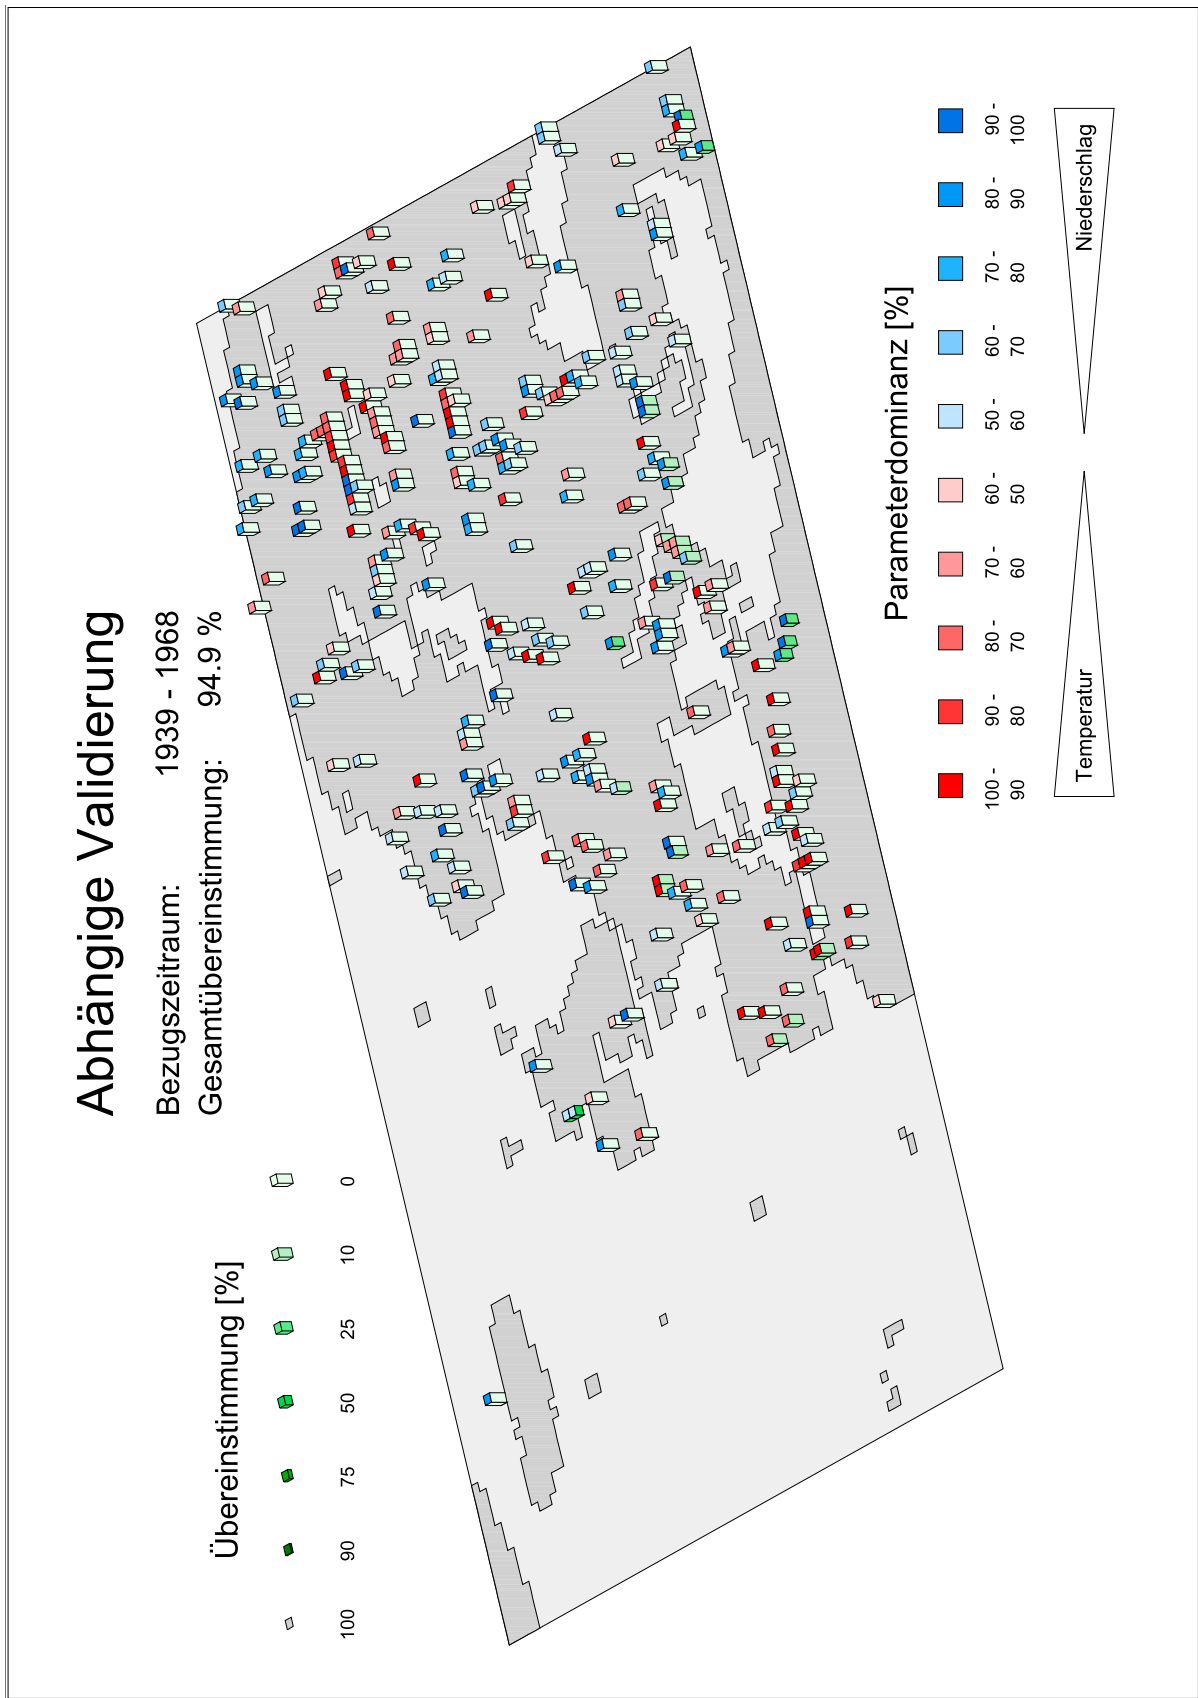 Abhängige Validierung
Bezugszeitraum: 1939 - 1968
Gesamtübereinstimmung: 94.9 %
Übereinstimmung [%]
100 90 75 50 25 10 0
Parameterdominanz [%]
100 - 90 - 80 - 70 - 60 - 50 - 60 - 70 - 80 - 90 -
90 80 70 60 50 60 70 80 90 100
Temperatur Niederschlag